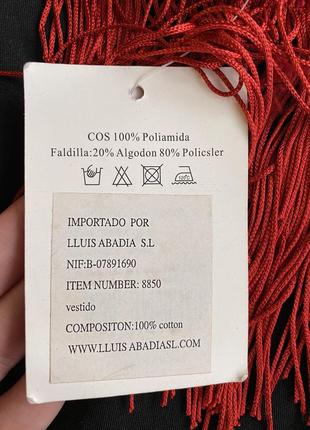 COS 100% Poliamida
Faldilla:20% Algodon 80% Policsler
100℃
IMPORTADO POR
LLUIS ABADIA S.L
NIF:B-07891690
ITEM NUMBER: 8850
vestido
COMPOSITON:100% cotton
WWW.LLUIS ABADIASL.COM